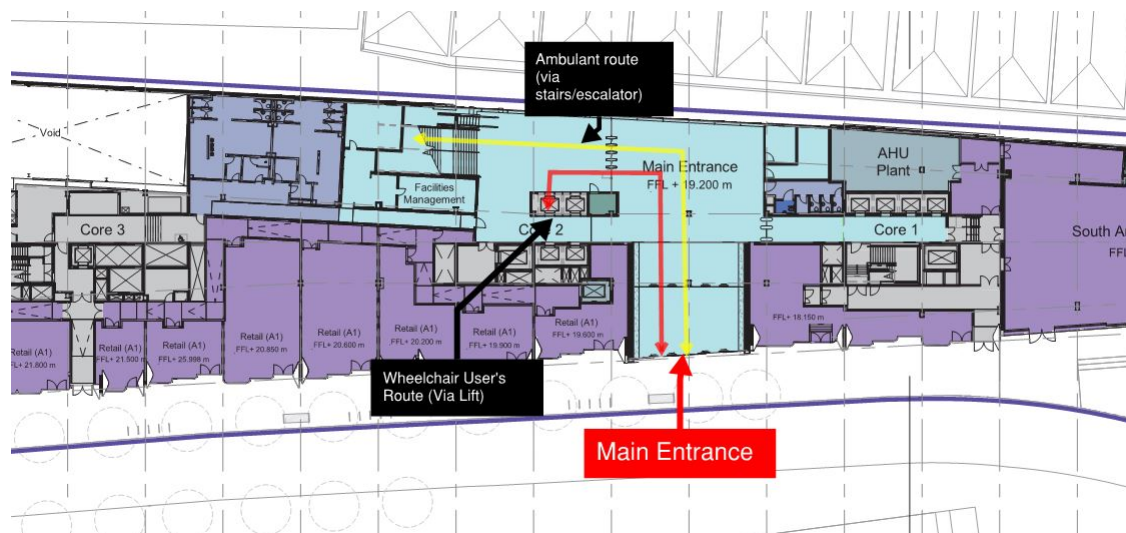 Ambulant route
(via
stairs/escalator)
Void
Main Entrance
FFL + 19.200 m
AHU
Plant
Facilities
Management
Core 3
Core 1
South
FFL
Retail (A1)
FFL+ 21.800 m
Retail (A1)
FFL+ 21.500 m
Retail (A1)
FFL+ 25.998 m
Retail (A1)
FFL+ 20.850 m
Retail (A1)
FFL+ 20.600 m
Retail (A1)
FFL+ 20.200 m
Retail (A1)
FFL+ 19.900 m
Retail (A1)
FFL+ 19.600 m
FFL+ 18.150 m
Wheelchair User's
Route (Via Lift)
Main Entrance